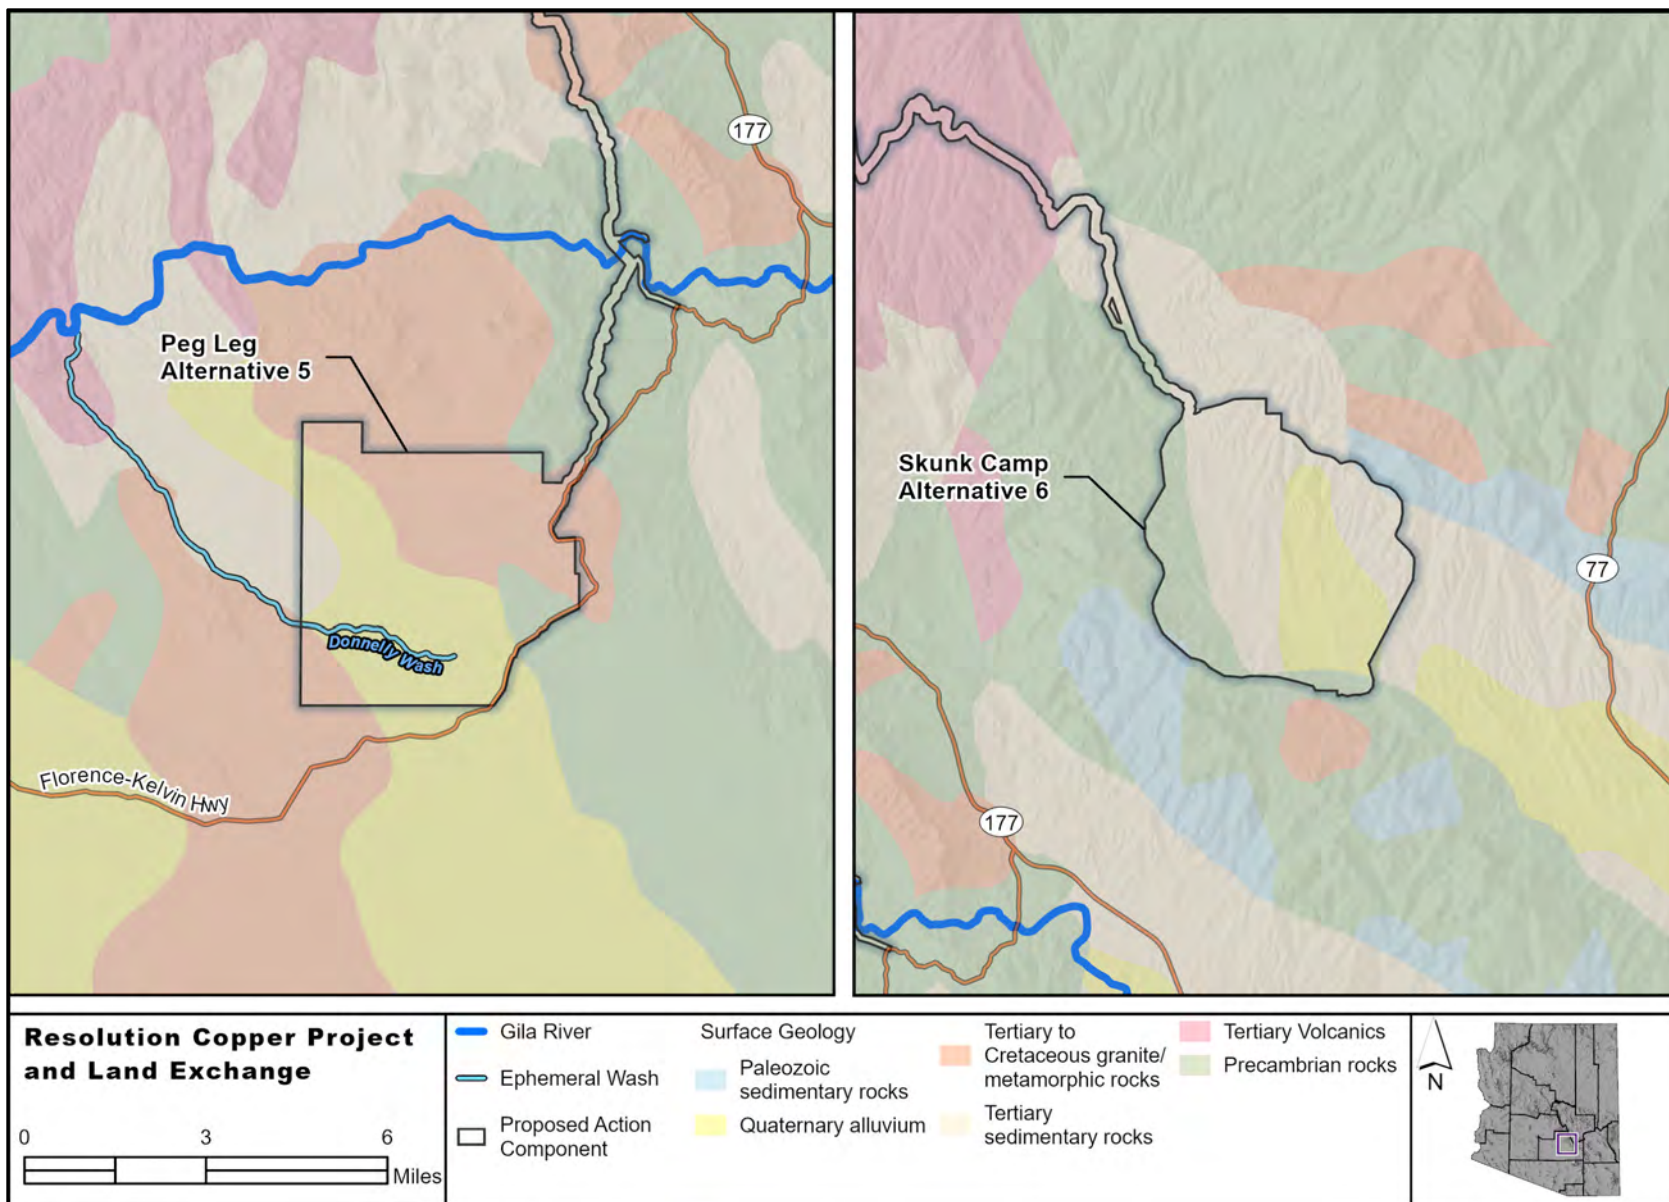 177
Peg Leg
Alternative 5
Donnelly Wash
Florence-Kelvin Hwy
Skunk Camp
Alternative 6
77
177
Resolution Copper Project
and Land Exchange
0
3
6
Miles
Gila River
Ephemeral Wash
Proposed Action
Component
Surface Geology
Paleozoic
sedimentary rocks
Quaternary alluvium
Tertiary to
Cretaceous granite/
metamorphic rocks
Tertiary
sedimentary rocks
Tertiary Volcanics
Precambrian rocks
N